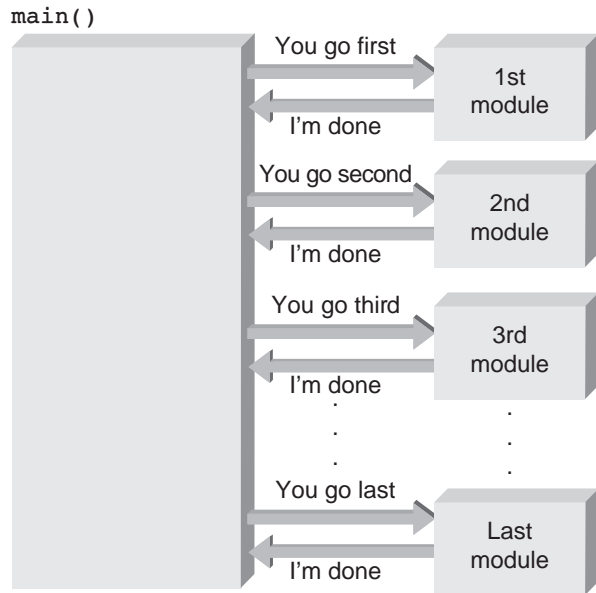 main()
You go first
1st
module
I'm done
You go second
2nd
module
I'm done
You go third
3rd
module
I'm done
.
.
.
.
.
.
You go last
Last
module
I'm done